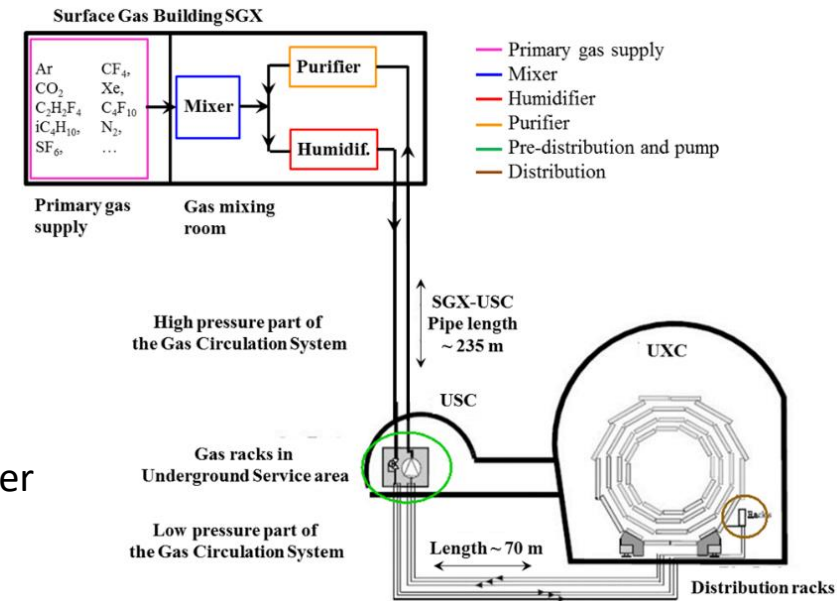 Surface Gas Building SGX
Ar CF₄,
CO₂ Xe,
C₂H₂F₄ C₄F₁₀
iC₄H₁₀, N₂,
SF₆, …
Mixer
Purifier
Humidif.
Primary gas supply
Mixer
Humidifier
Purifier
Pre-distribution and pump
Distribution
Primary gas
supply
Gas mixing
room
High pressure part of
the Gas Circulation System
SGX-USC
Pipe length
~ 235 m
UXC
USC
er
Gas racks in
Underground Service area
Low pressure part of
the Gas Circulation System
Length ~ 70 m
Distribution racks